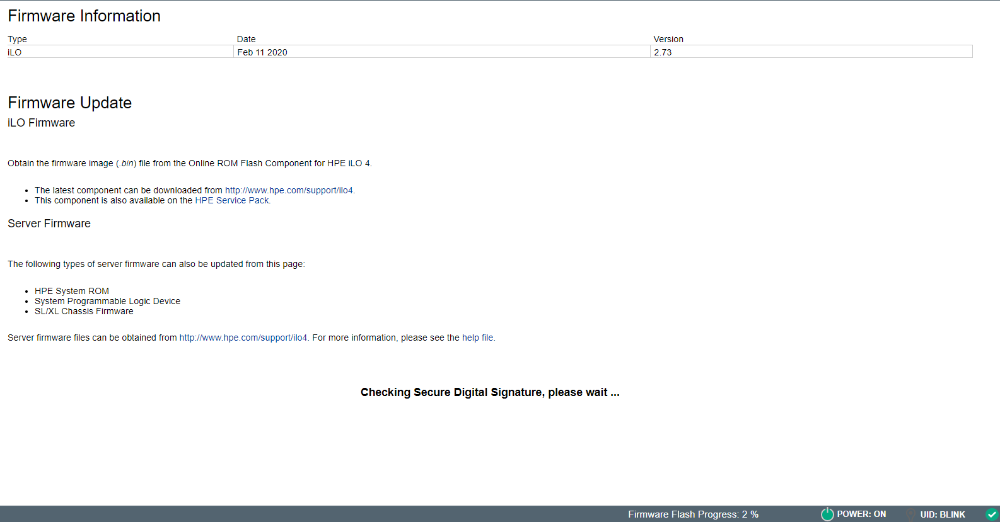 Firmware Information
Type Date Version
iLO Feb 11 2020 2.73
Firmware Update
iLO Firmware
Obtain the firmware image (.bin) file from the Online ROM Flash Component for HPE iLO 4.
• The latest component can be downloaded from http://www.hpe.com/support/ilo4.
• This component is also available on the HPE Service Pack.
Server Firmware
The following types of server firmware can also be updated from this page:
• HPE System ROM
• System Programmable Logic Device
• SL/XL Chassis Firmware
Server firmware files can be obtained from http://www.hpe.com/support/ilo4. For more information, please see the help file.
Checking Secure Digital Signature, please wait ...
Firmware Flash Progress: 2 % POWER: ON UID: BLINK